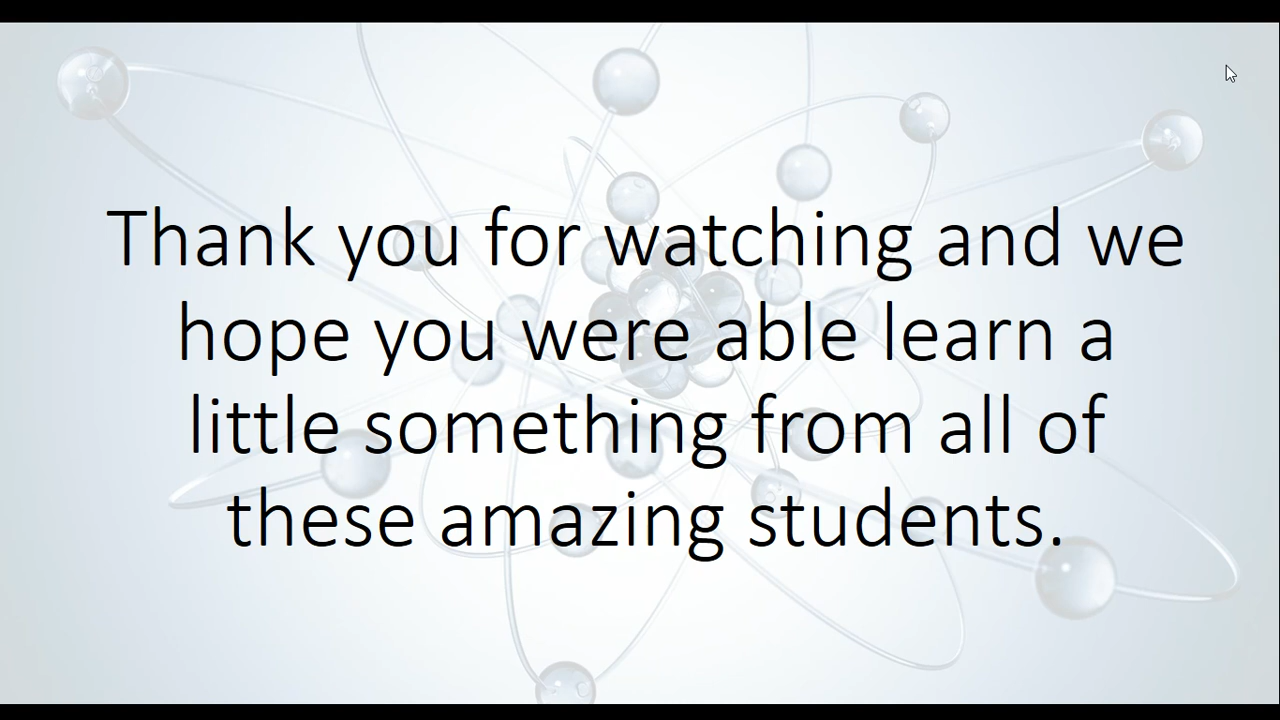 Thank you for watching and we
hope you were able learn a
little something from all of
these amazing students.